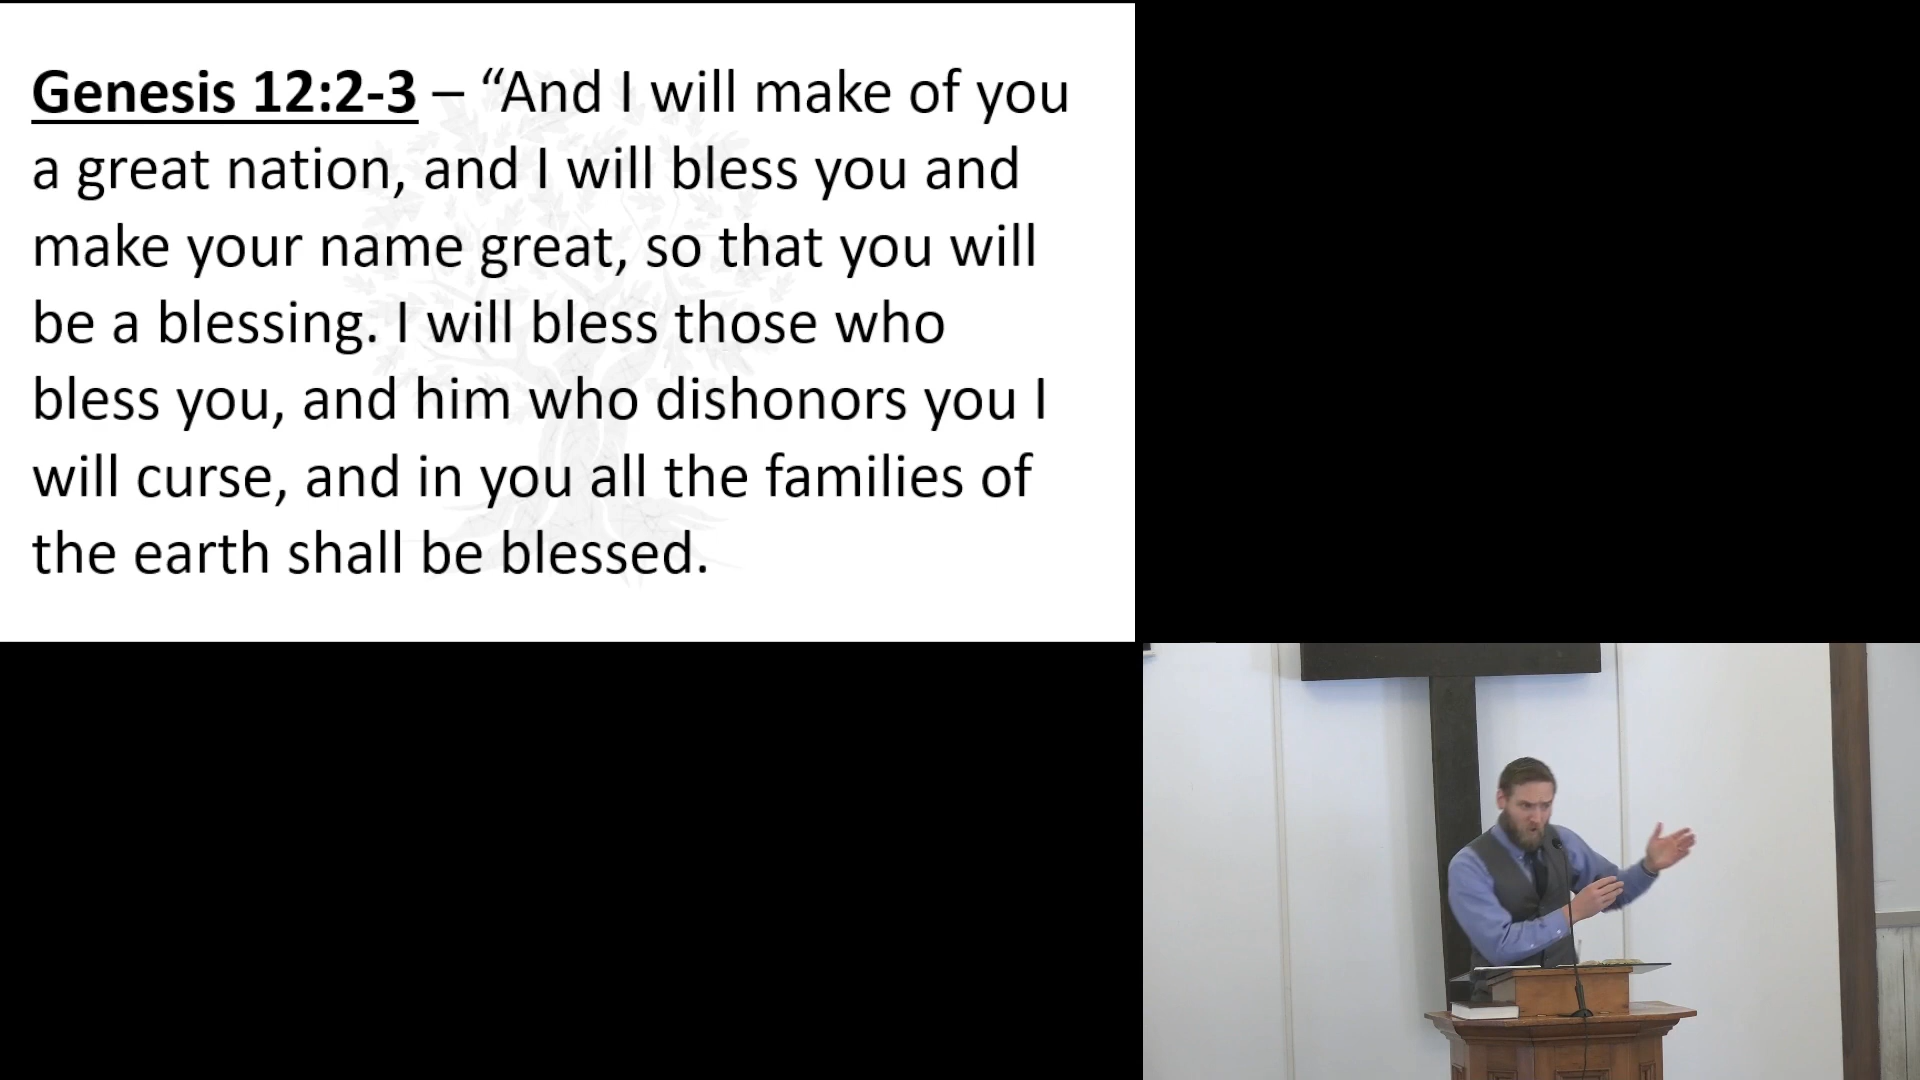 Genesis 12:2-3 – “And I will make of you
a great nation, and I will bless you and
make your name great, so that you will
be a blessing. I will bless those who
bless you, and him who dishonors you I
will curse, and in you all the families of
the earth shall be blessed.